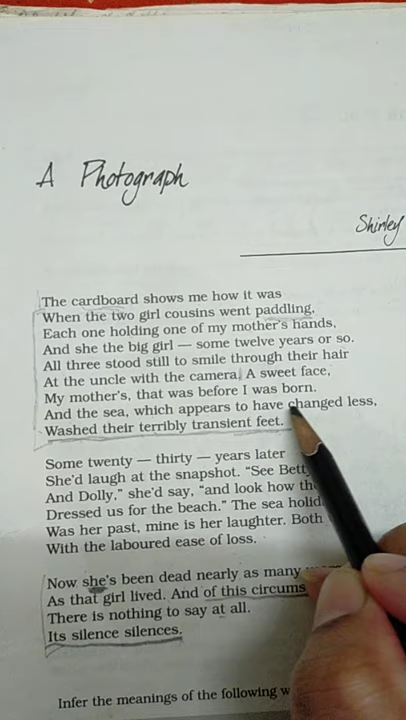 A Photograph
Shirley
The cardboard shows me how it was
When the two girl cousins went paddling,
Each one holding one of my mother's hands,
And she the big girl — some twelve years or so.
All three stood still to smile through their hair
At the uncle with the camera. A sweet face,
My mother's, that was before I was born.
And the sea, which appears to have changed less,
Washed their terribly transient feet.
Some twenty — thirty — years later
She'd laugh at the snapshot. "See Betty
And Dolly," she'd say, "and look how they
Dressed us for the beach." The sea
Was her past, mine is her laughter. Both
With the laboured ease of loss.
Now she's been dead nearly as many
As that girl lived. And of this
There is nothing to say at all.
Its silence silences.
Infer the meanings of the following